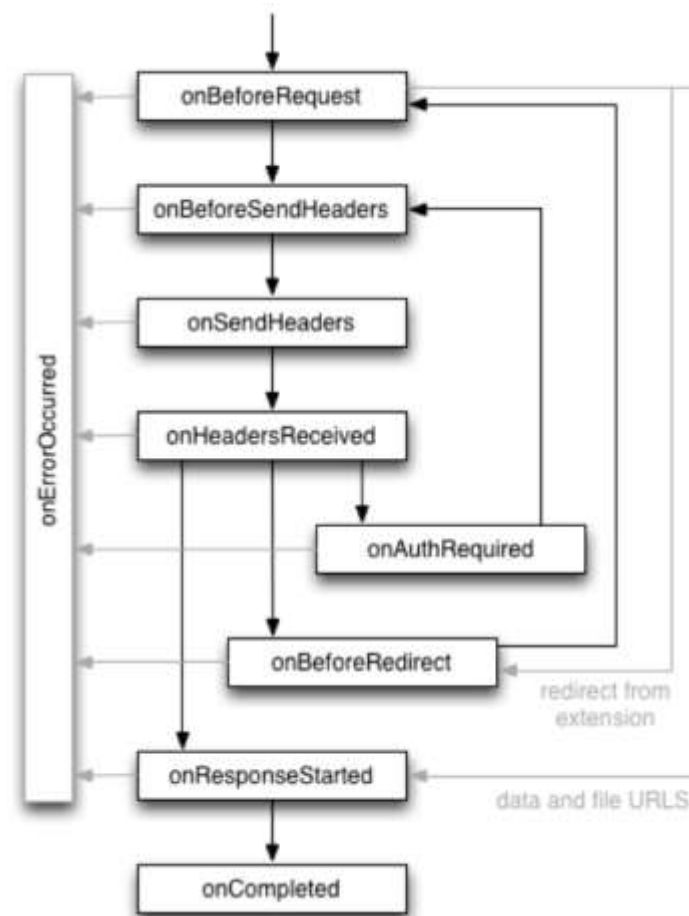 onBeforeRequest
onBeforeSendHeaders
onSendHeaders
onHeadersReceived
onErrorOccurred
onAuthRequired
onBeforeRedirect
redirect from
extension
onResponseStarted
data and file URLS
onCompleted